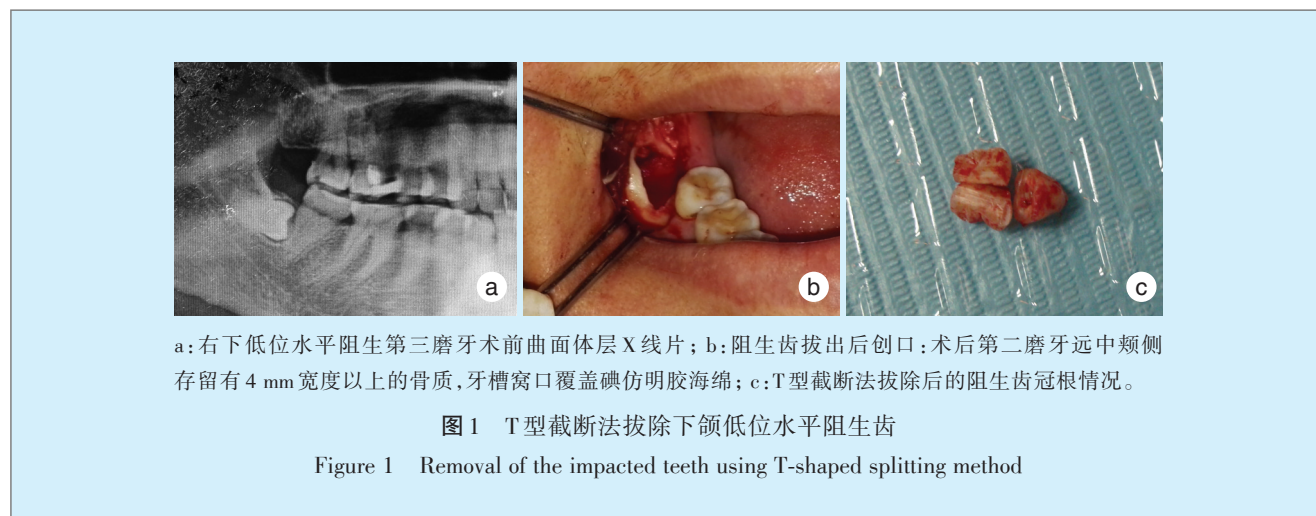 a
b
c
a:右下低位水平阻生第三磨牙术前曲面体层X线片；b:阻生齿拔出后创口:术后第二磨牙远中颊侧
存留有4 mm宽度以上的骨质,牙槽窝口覆盖碘仿明胶海绵；c:T型截断法拔除后的阻生齿冠根情况。
图1 T型截断法拔除下颌低位水平阻生齿
Figure 1 Removal of the impacted teeth using T-shaped splitting method